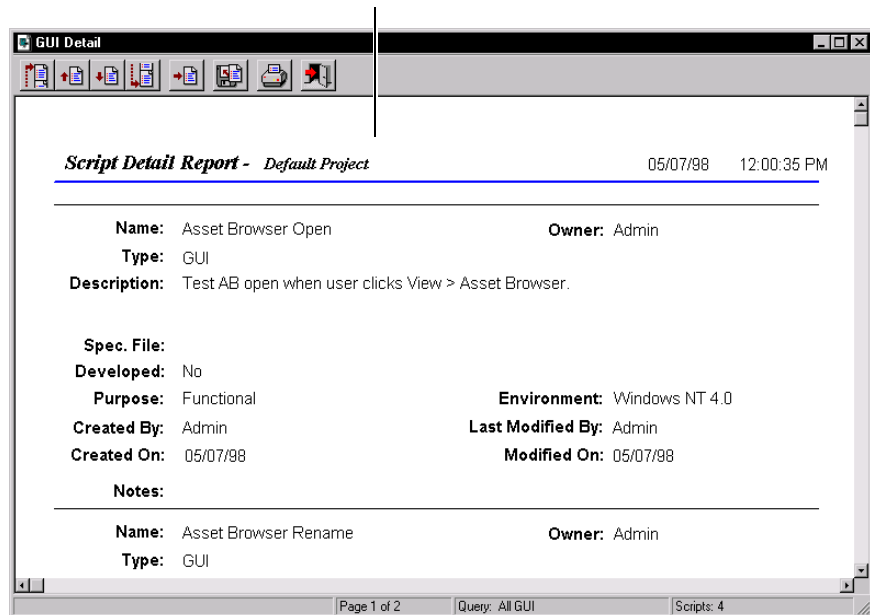 GUI Detail
Script Detail Report - Default Project 05/07/98 12:00:35 PM
Name: Asset Browser Open Owner: Admin
Type: GUI
Description: Test AB open when user clicks View > Asset Browser.
Spec. File:
Developed: No
Purpose: Functional Environment: Windows NT 4.0
Created By: Admin Last Modified By: Admin
Created On: 05/07/98 Modified On: 05/07/98
Notes:
Name: Asset Browser Rename Owner: Admin
Type: GUI
Page 1 of 2 Query: All GUI Scripts: 4